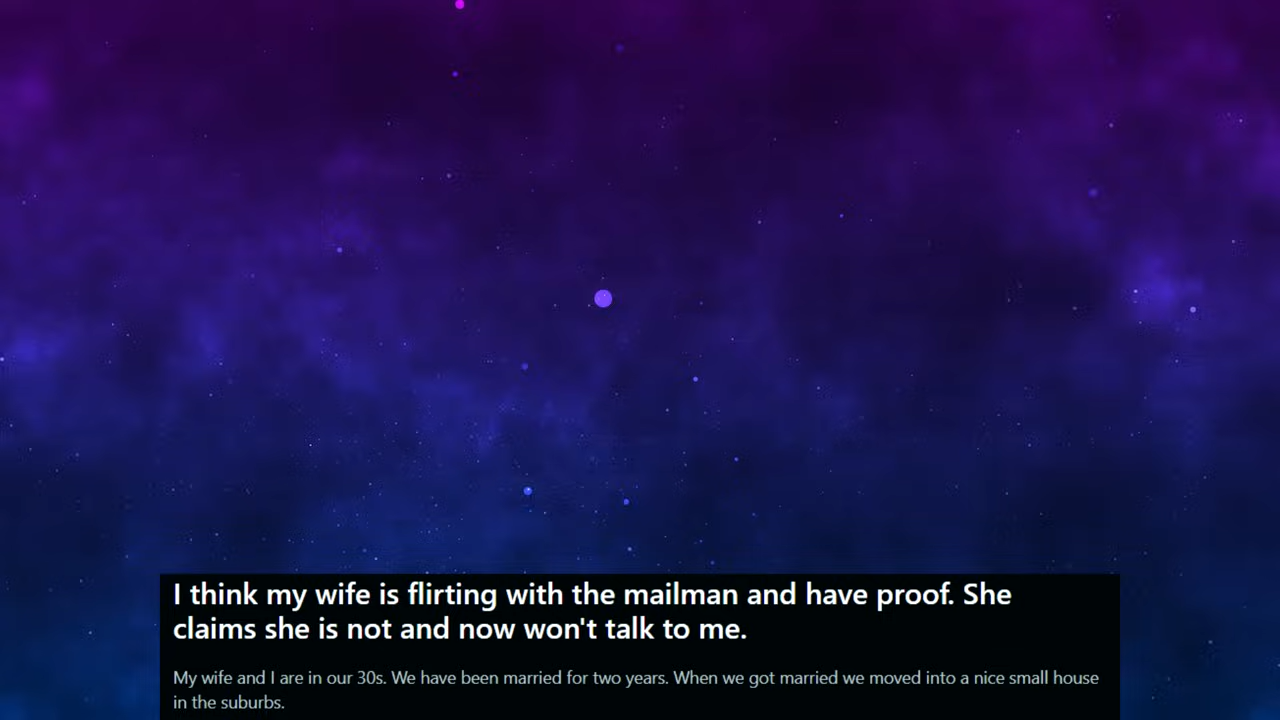 I think my wife is flirting with the mailman and have proof. She
claims she is not and now won't talk to me.
My wife and I are in our 30s. We have been married for two years. When we got married we moved into a nice small house
in the suburbs.